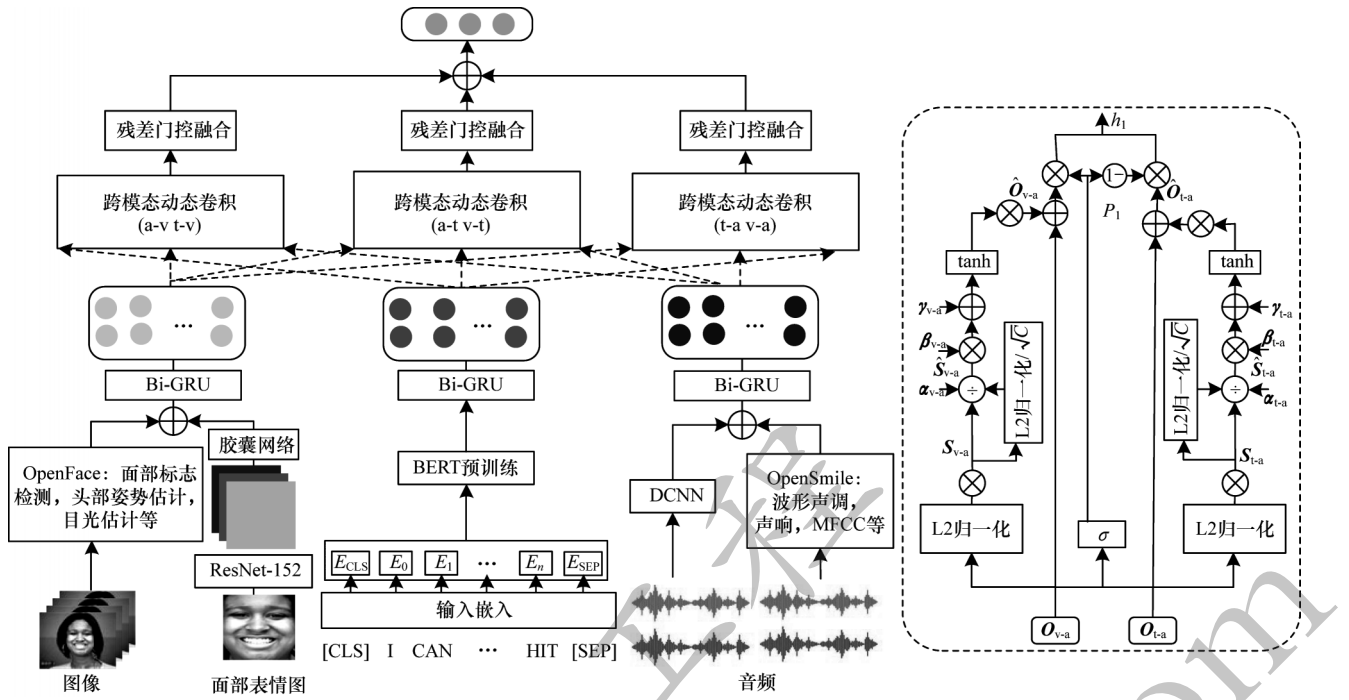 残差门控融合 残差门控融合 残差门控融合
跨模态动态卷积 跨模态动态卷积 跨模态动态卷积
(a-v t-v) (a-t v-t) (t-a v-a)
... ... ...
Bi-GRU Bi-GRU Bi-GRU
胶囊网络
OpenFace:面部标志
检测,头部姿势估计,
目光估计等
ResNet-152
图像
面部表情图
BERT预训练
E_CLS E_0 E_1 ... E_n E_SEP
输入嵌入
[CLS] I CAN ... HIT [SEP]
DCNN
OpenSmile:
波形声调,
声响,MFCC等
音频
h_1
1-
Ô_v-a Ô_t-a
P_1
tanh tanh
γ_v-a γ_t-a
β_v-a β_t-a
Ŝ_v-a Ŝ_t-a
÷ ÷
α_v-a α_t-a
L2归一化/√C L2归一化/√C
S_v-a S_t-a
L2归一化 σ L2归一化
O_v-a O_t-a
工程
om